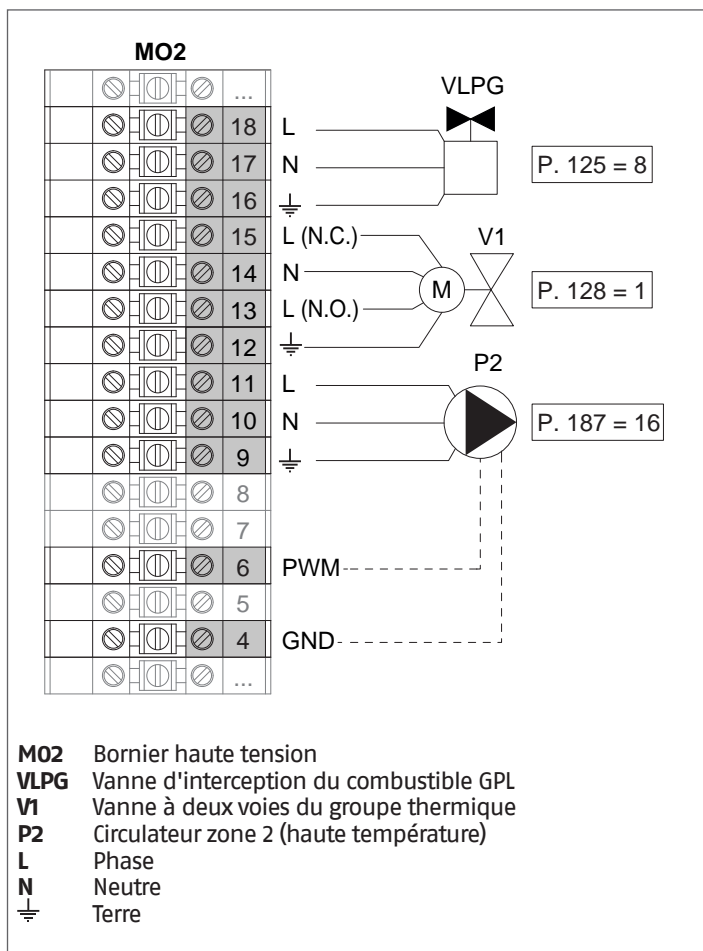 MO2
VLPG
...
18 L
17 N
P. 125 = 8
16
15 L (N.C.)
V1
14 N
M
P. 128 = 1
13 L (N.O.)
12
P2
11 L
10 N
P. 187 = 16
9
8
7
6 PWM
5
4 GND
...
M02 Bornier haute tension
VLPG Vanne d'interception du combustible GPL
V1 Vanne à deux voies du groupe thermique
P2 Circulateur zone 2 (haute température)
L Phase
N Neutre
⏚ Terre